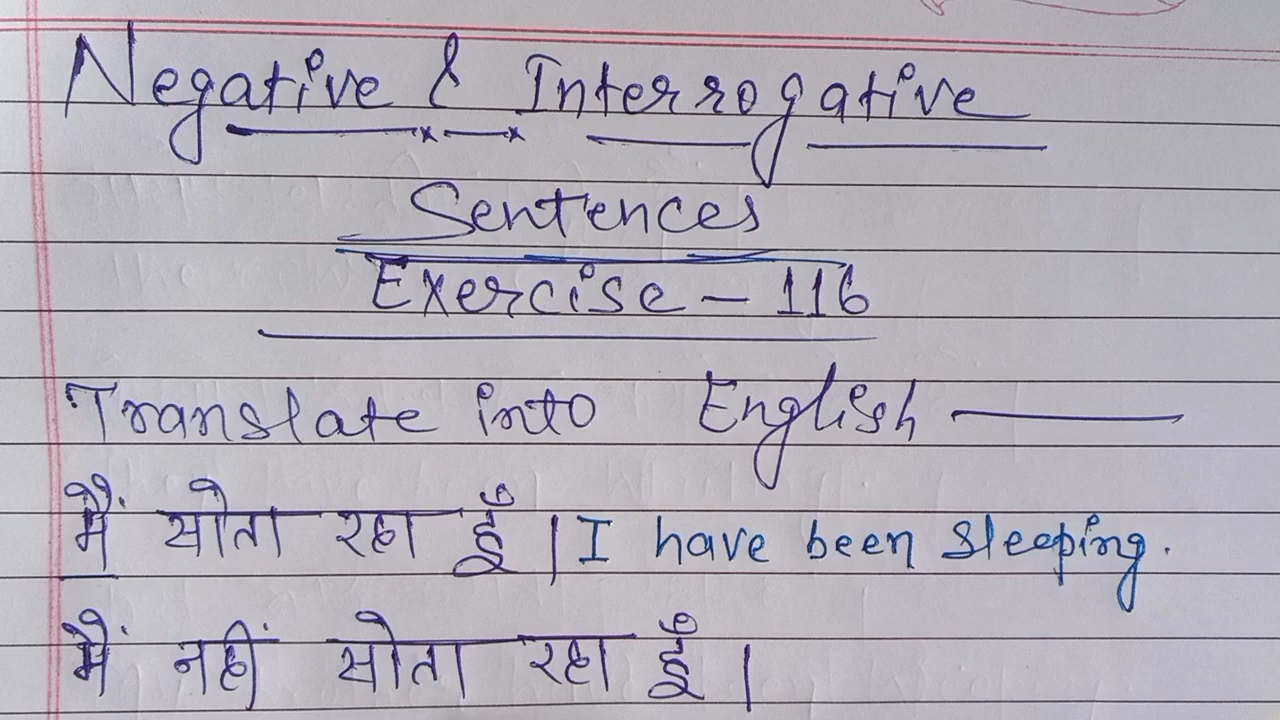 Negative & Interrogative
Sentences
Exercise - 116
Translate into English —
मैं सोता रहा हूँ । I have been sleeping.
मैं नहीं सोता रहा हूँ ।